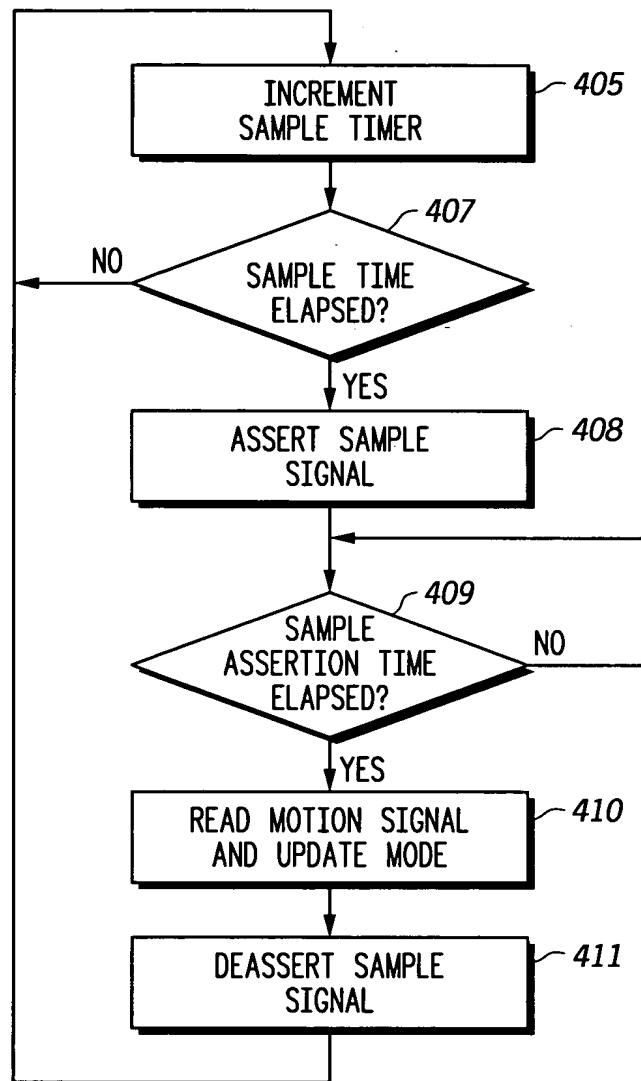 INCREMENT
SAMPLE TIMER
405
407
NO
SAMPLE TIME
ELAPSED?
YES
ASSERT SAMPLE
SIGNAL
408
409
SAMPLE
ASSERTION TIME
ELAPSED?
NO
YES
READ MOTION SIGNAL
AND UPDATE MODE
410
DEASSERT SAMPLE
SIGNAL
411